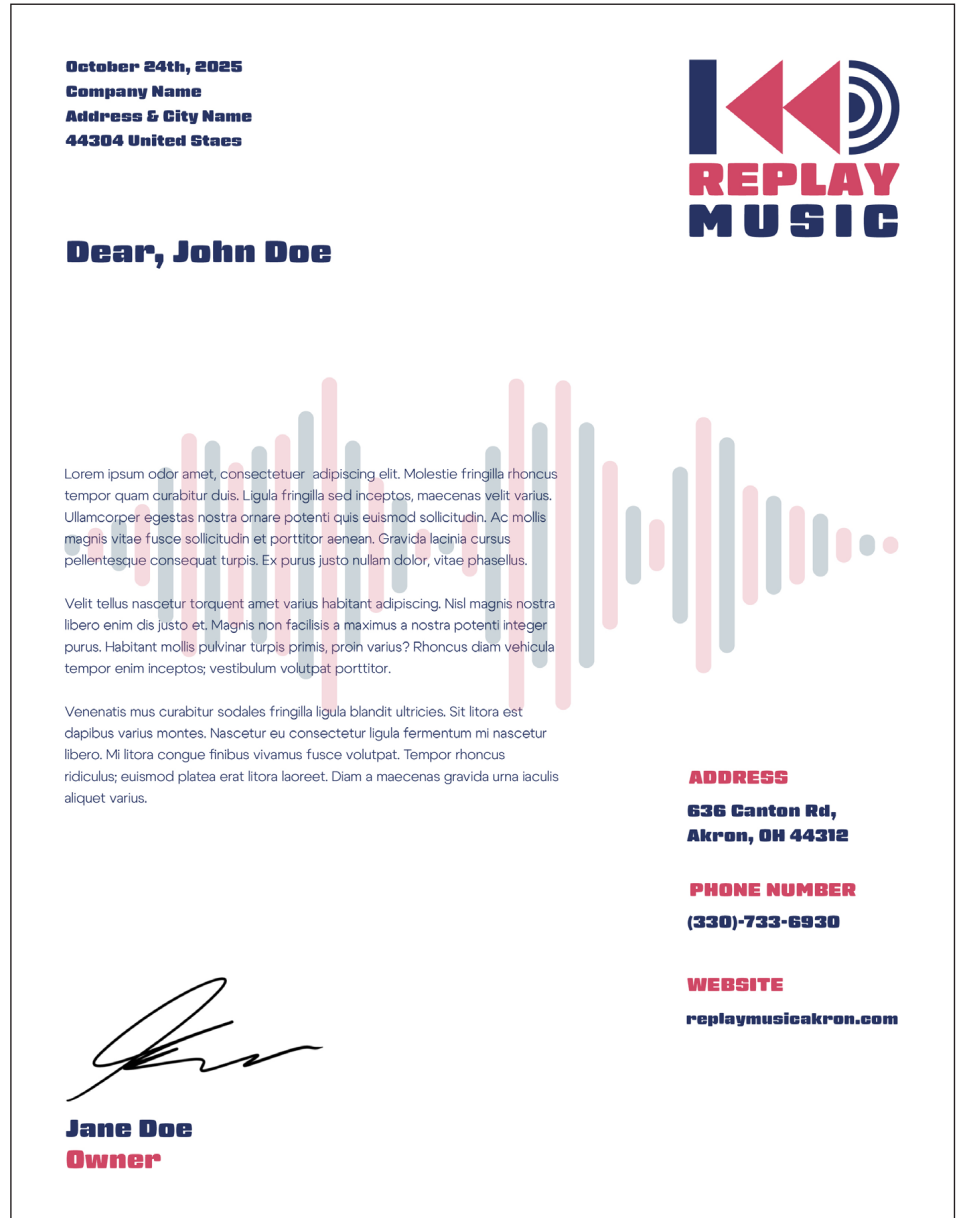 October 24th, 2025
Company Name
Address & City Name
44304 United Staes
REPLAY
MUSIC
Dear, John Doe
Lorem ipsum odor amet, consectetuer  adipiscing elit. Molestie fringilla rhoncus
tempor quam curabitur duis. Ligula fringilla sed inceptos, maecenas velit varius.
Ullamcorper egestas nostra ornare potenti quis euismod sollicitudin. Ac mollis
magnis vitae fusce sollicitudin et porttitor aenean. Gravida lacinia cursus
pellentesque consequat turpis. Ex purus justo nullam dolor, vitae phasellus.
Velit tellus nascetur torquent amet varius habitant adipiscing. Nisl magnis nostra
libero enim dis justo et. Magnis non facilisis a maximus a nostra potenti integer
purus. Habitant mollis pulvinar turpis primis, proin varius? Rhoncus diam vehicula
tempor enim inceptos; vestibulum volutpat porttitor.
Venenatis mus curabitur sodales fringilla ligula blandit ultricies. Sit litora est
dapibus varius montes. Nascetur eu consectetur ligula fermentum mi nascetur
libero. Mi litora congue finibus vivamus fusce volutpat. Tempor rhoncus
ridiculus; euismod platea erat litora laoreet. Diam a maecenas gravida urna iaculis
aliquet varius.
ADDRESS
636 Canton Rd,
Akron, OH 44312
PHONE NUMBER
(330)-733-6930
WEBSITE
replaymusicakron.com
Jane Doe
Owner